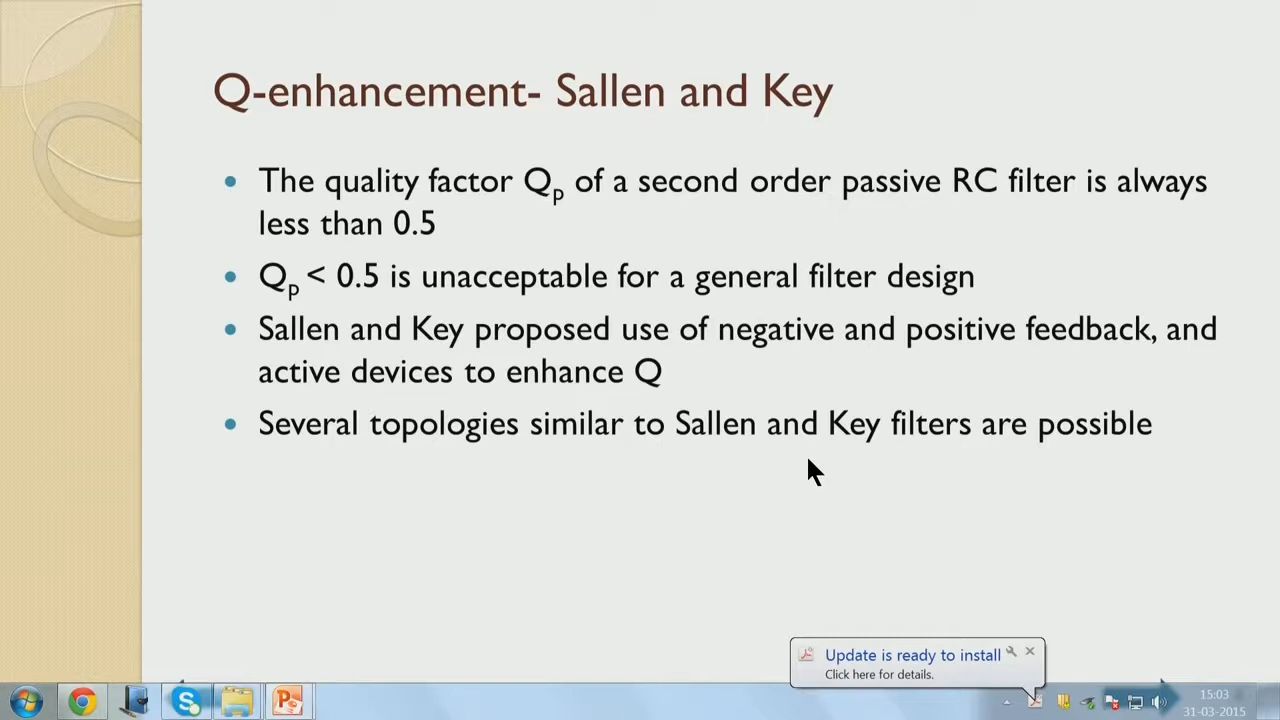 Q-enhancement- Sallen and Key
• The quality factor Qp of a second order passive RC filter is always
less than 0.5
• Qp < 0.5 is unacceptable for a general filter design
• Sallen and Key proposed use of negative and positive feedback, and
active devices to enhance Q
• Several topologies similar to Sallen and Key filters are possible
Update is ready to install
Click here for details.
15:03
31-03-2015